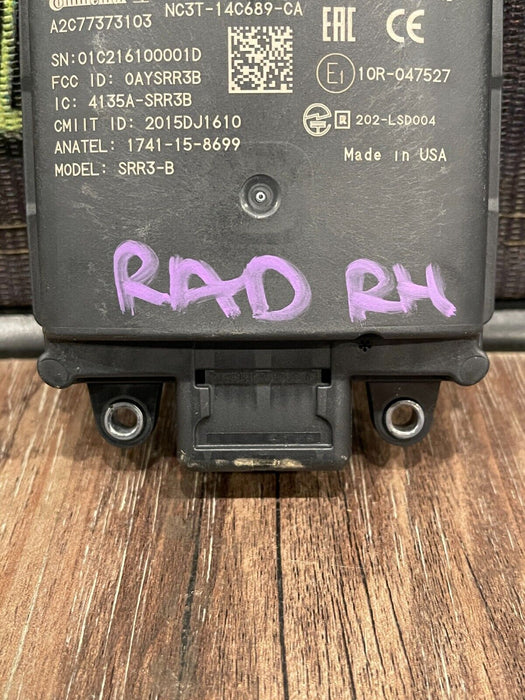 Continental
NC3T-14C689-CA
A2C77373103
EAC CE
SN:01C216100001D
FCC ID: OAYSRR3B
E1 10R-047527
IC: 4135A-SRR3B
CMIIT ID: 2015DJ1610
R 202-LSD004
ANATEL: 1741-15-8699
Made in USA
MODEL: SRR3-B
RAD RH